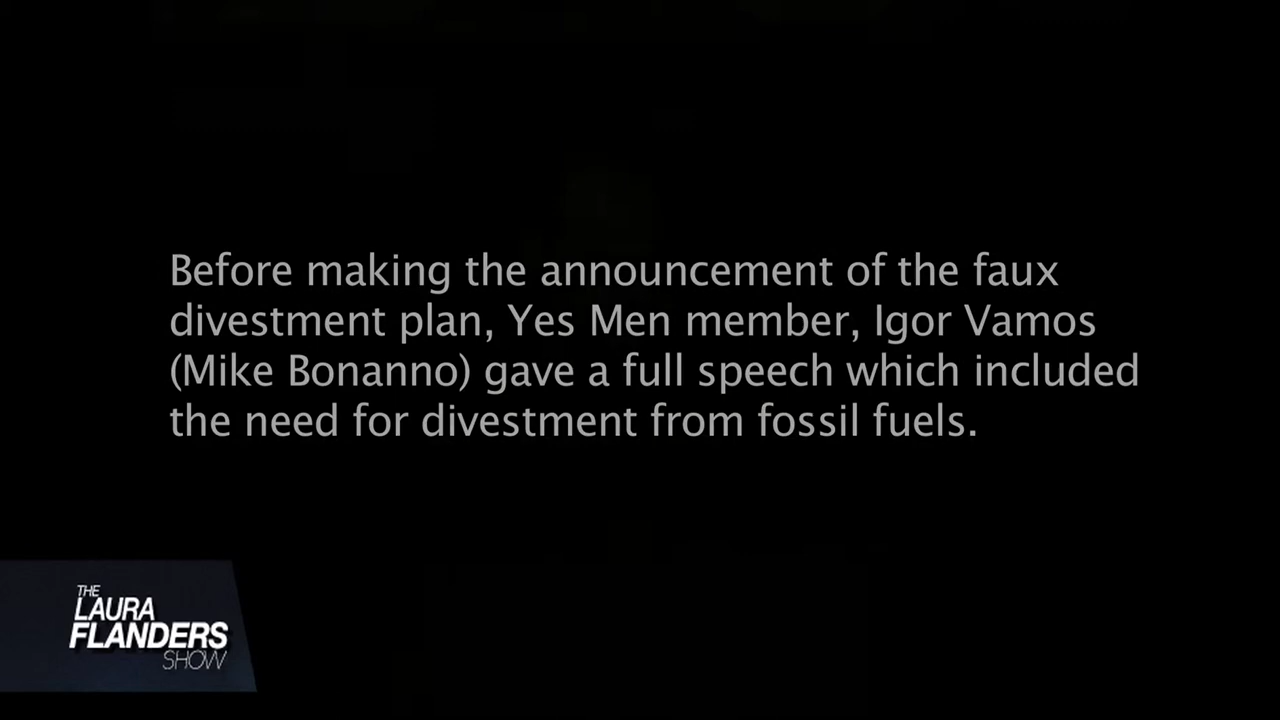 Before making the announcement of the faux
divestment plan, Yes Men member, Igor Vamos
(Mike Bonanno) gave a full speech which included
the need for divestment from fossil fuels.
THE
LAURA
FLANDERS
SHOW